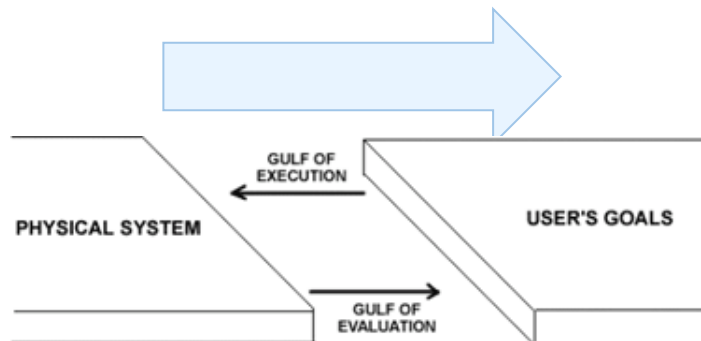 GULF OF
EXECUTION
PHYSICAL SYSTEM
USER'S GOALS
GULF OF
EVALUATION